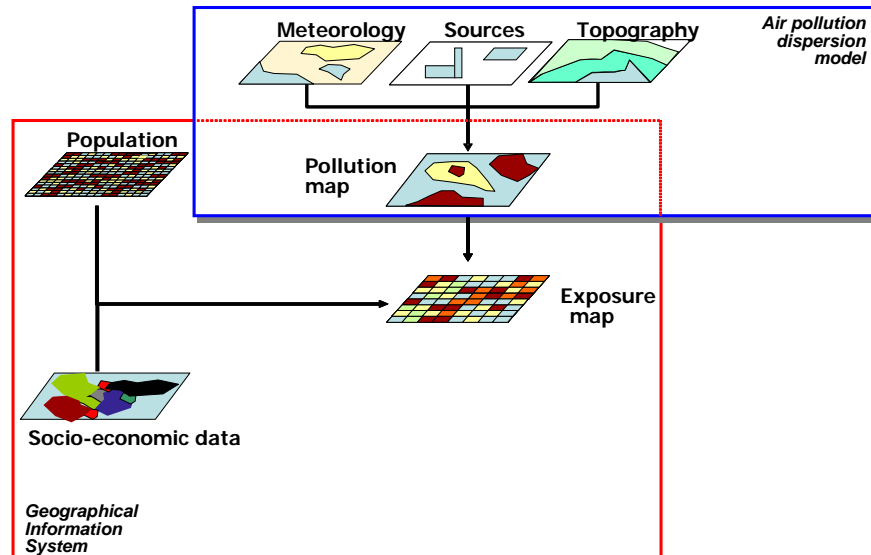 Meteorology
Sources
Topography
Air pollution
dispersion
model
Population
Pollution
map
Exposure
map
Socio-economic data
Geographical
Information
System